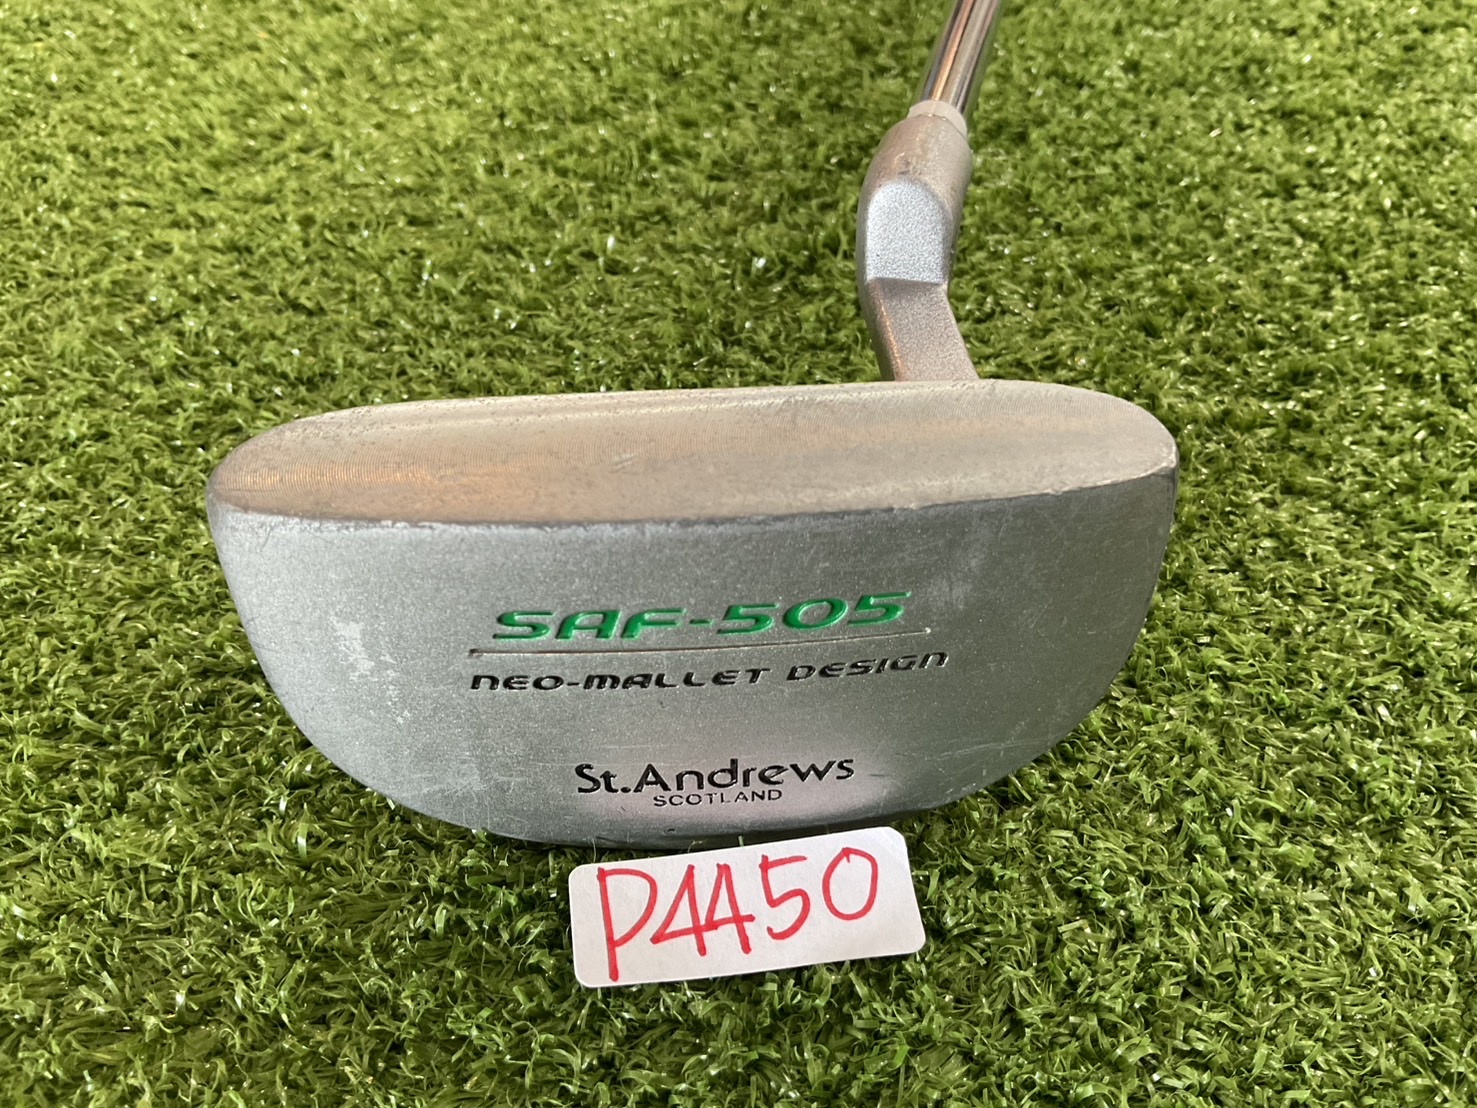 SAF-505
NEO-MALLET DESIGN
St.Andrews
SCOTLAND
P4450